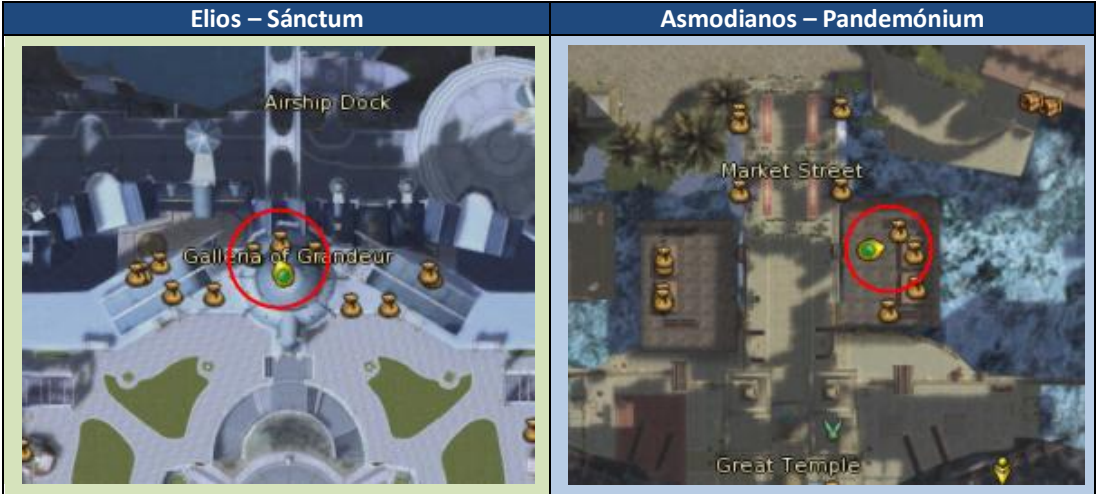 Elios – Sánctum
Asmodianos – Pandemónium
Airship Dock
Galleria of Grandeur
Market Street
Great Temple